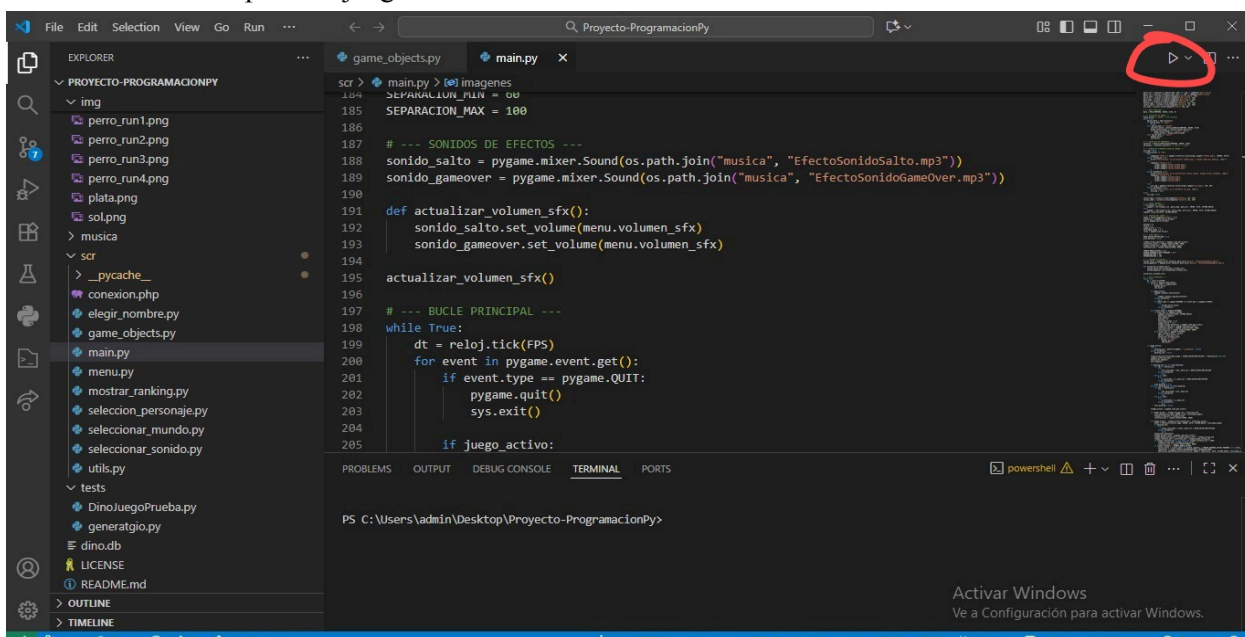 File Edit Selection View Go Run ...
Proyecto-ProgramacionPy
EXPLORER ...
PROYECTO-PROGRAMACIONPY
img
perro_run1.png
perro_run2.png
perro_run3.png
perro_run4.png
plata.png
sol.png
musica
scr
__pycache__
conexion.php
elegir_nombre.py
game_objects.py
main.py
menu.py
mostrar_ranking.py
seleccion_personaje.py
seleccionar_mundo.py
seleccionar_sonido.py
utils.py
tests
DinoJuegoPrueba.py
generatgio.py
dino.db
LICENSE
README.md
OUTLINE
TIMELINE
7
game_objects.py main.py
scr > main.py > imagenes
184 SEPARACION_MIN = 60
185 SEPARACION_MAX = 100
186
187 # --- SONIDOS DE EFECTOS ---
188 sonido_salto = pygame.mixer.Sound(os.path.join("musica", "EfectoSonidoSalto.mp3"))
189 sonido_gameover = pygame.mixer.Sound(os.path.join("musica", "EfectoSonidoGameOver.mp3"))
190
191 def actualizar_volumen_sfx():
192 sonido_salto.set_volume(menu.volumen_sfx)
193 sonido_gameover.set_volume(menu.volumen_sfx)
194
195 actualizar_volumen_sfx()
196
197 # --- BUCLE PRINCIPAL ---
198 while True:
199 dt = reloj.tick(FPS)
200 for event in pygame.event.get():
201 if event.type == pygame.QUIT:
202 pygame.quit()
203 sys.exit()
204
205 if juego_activo:
PROBLEMS OUTPUT DEBUG CONSOLE TERMINAL PORTS
powershell
PS C:\Users\admin\Desktop\Proyecto-ProgramacionPy>
Activar Windows
Ve a Configuración para activar Windows.